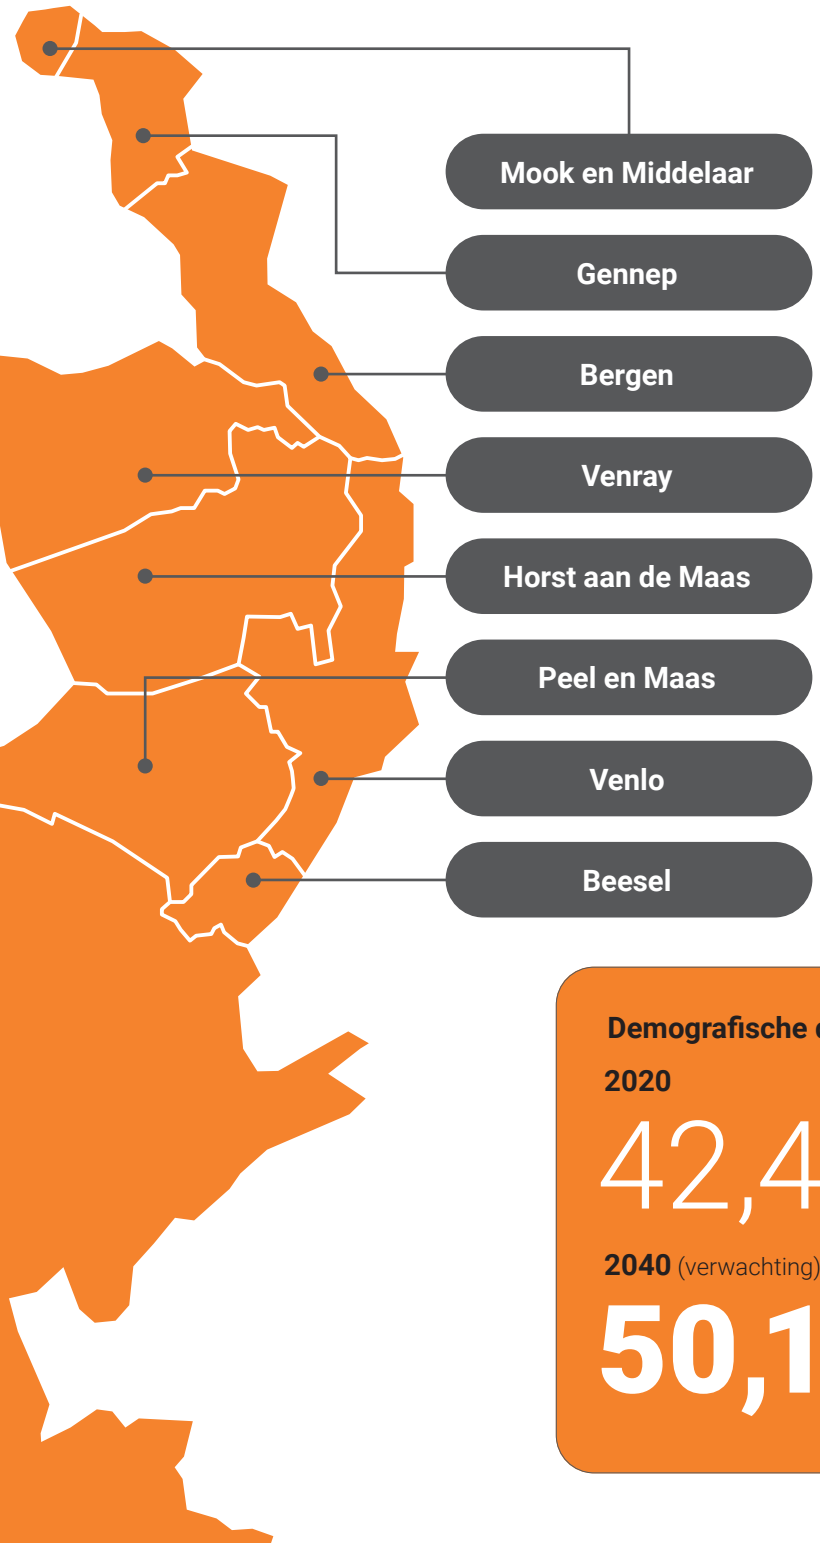 Mook en Middelaar
Gennep
Bergen
Venray
Horst aan de Maas
Peel en Maas
Venlo
Beesel
Demografische
2020
42,4
2040 (verwachting)
50,1